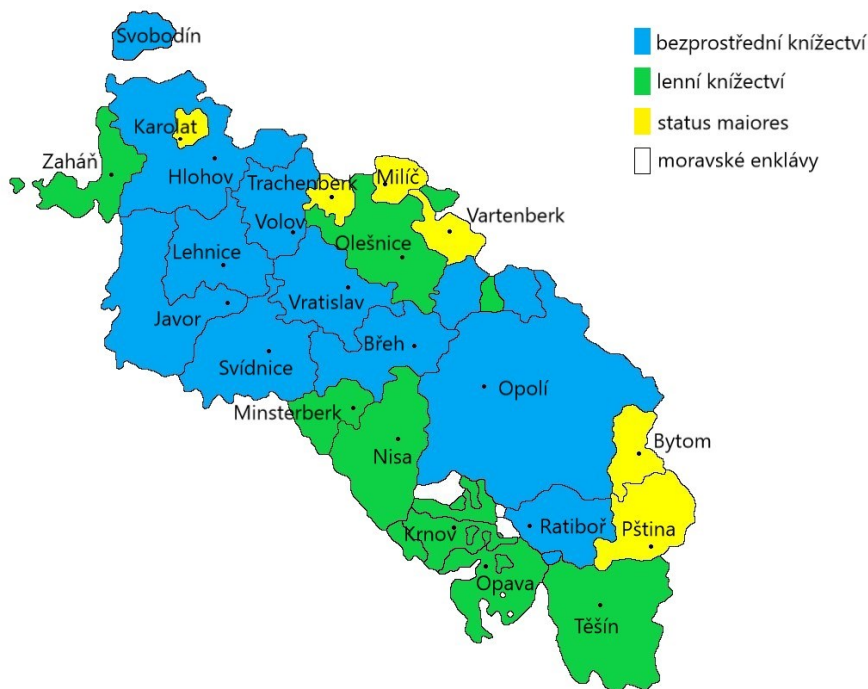 Svobodín
bezprostřední knížectví
lenní knížectví
status maiores
moravské enklávy
Karolat
Zaháň
Hlohov
Trachenberk
Milíč
Vartenberk
Volov
Olešnice
Lehnice
Vratislav
Javor
Svídnice
Břeh
Opolí
Minsterberk
Nisa
Bytom
Krnov
Ratiboř
Pština
Opava
Těšín